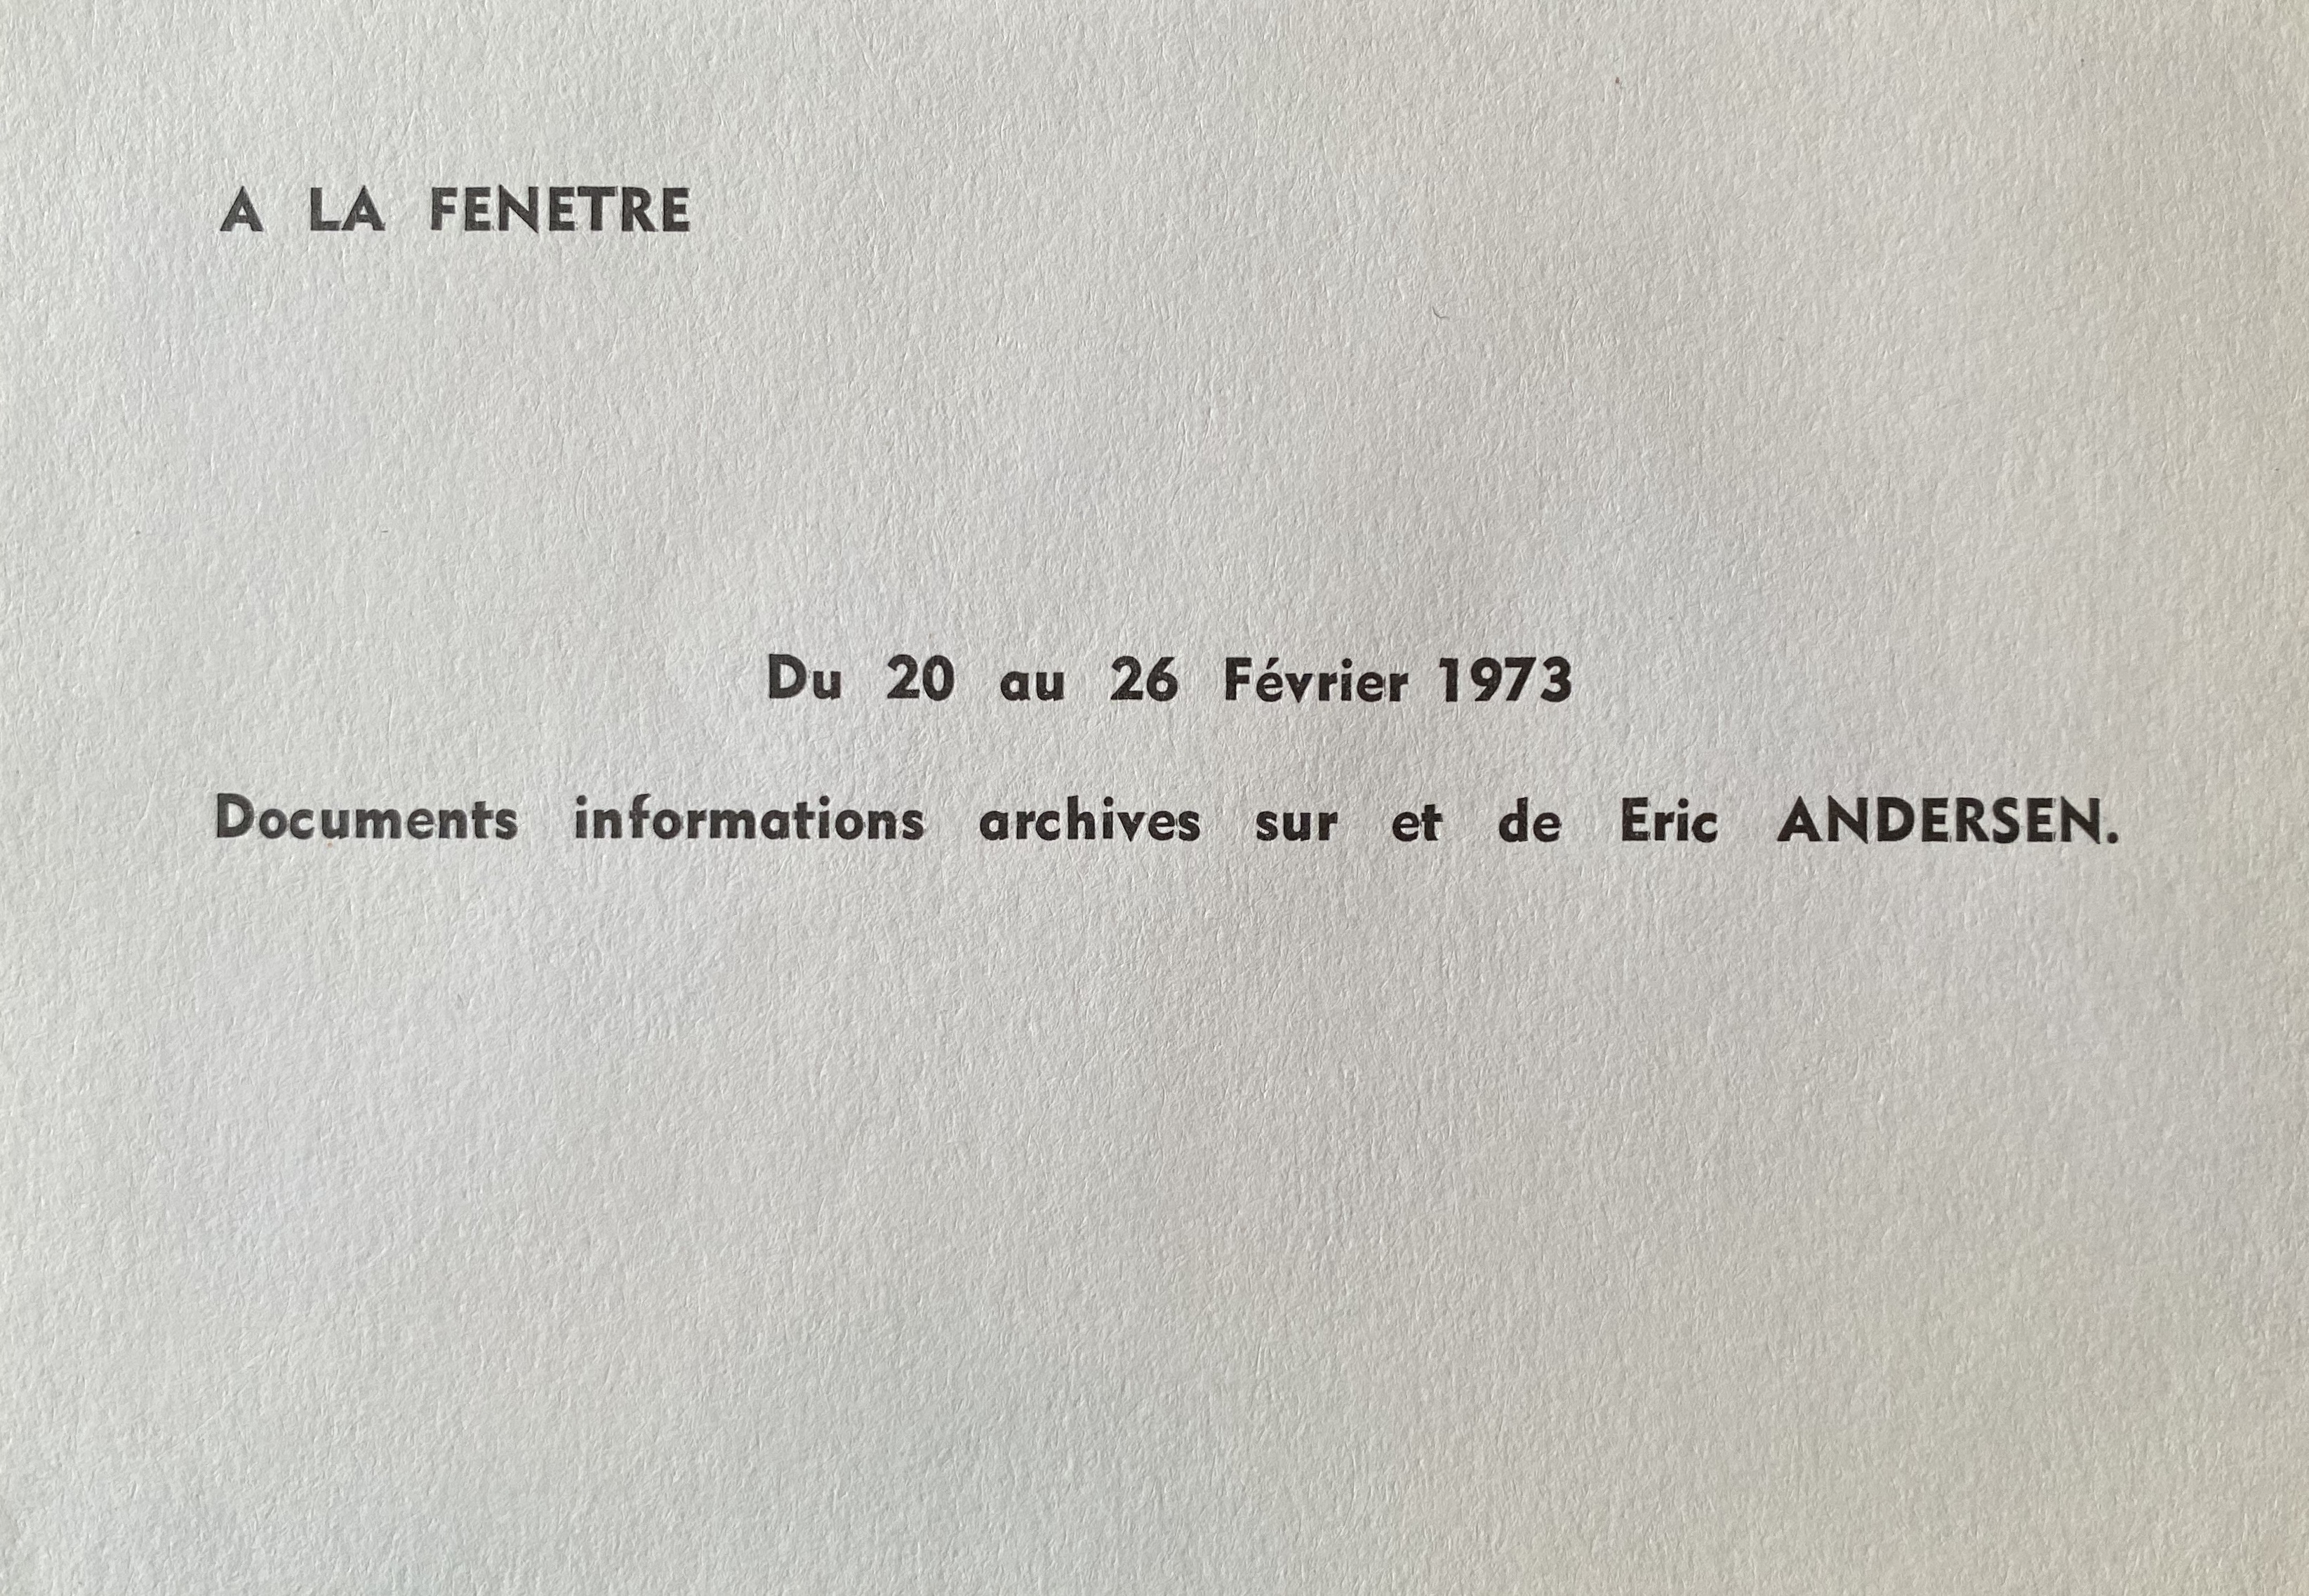 A LA FENETRE
Du 20 au 26 Février 1973
Documents informations archives sur et de Eric ANDERSEN.